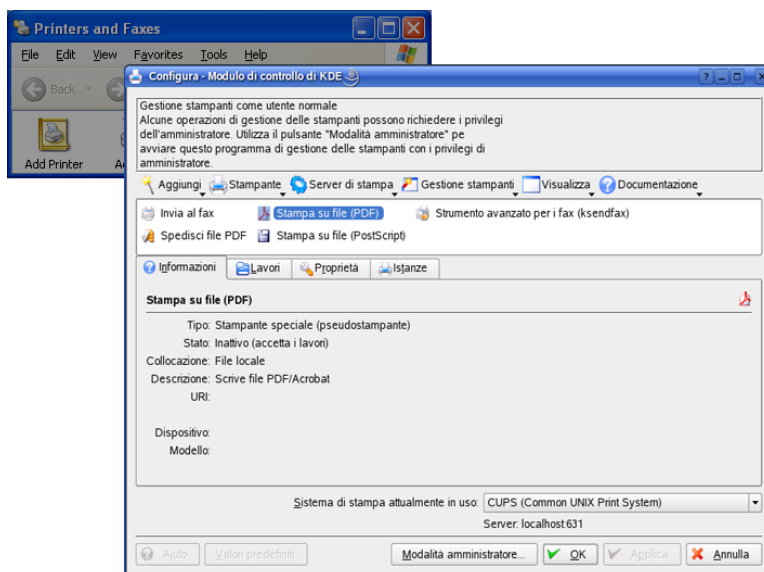 Printers and Faxes
File Edit View Favorites Tools Help
Back
Add Printer
Configura - Modulo di controllo di KDE
Gestione stampanti come utente normale
Alcune operazioni di gestione delle stampanti possono richiedere i privilegi
dell'amministratore. Utilizza il pulsante "Modalità amministratore" pe
avviare questo programma di gestione delle stampanti con i privilegi di
amministratore.
Aggiungi Stampante Server di stampa Gestione stampanti Visualizza Documentazione
Invia al fax Stampa su file (PDF) Strumento avanzato per i fax (ksendfax)
Spedisci file PDF Stampa su file (PostScript)
Informazioni Lavori Proprietà Istanze
Stampa su file (PDF)
Tipo: Stampante speciale (pseudostampante)
Stato: Inattivo (accetta i lavori)
Collocazione: File locale
Descrizione: Scrive file PDF/Acrobat
URI:
Dispositivo:
Modello:
Sistema di stampa attualmente in uso: CUPS (Common UNIX Print System)
Server: localhost:631
Aiuto Valori predefiniti Modalità amministratore... OK Applica Annulla